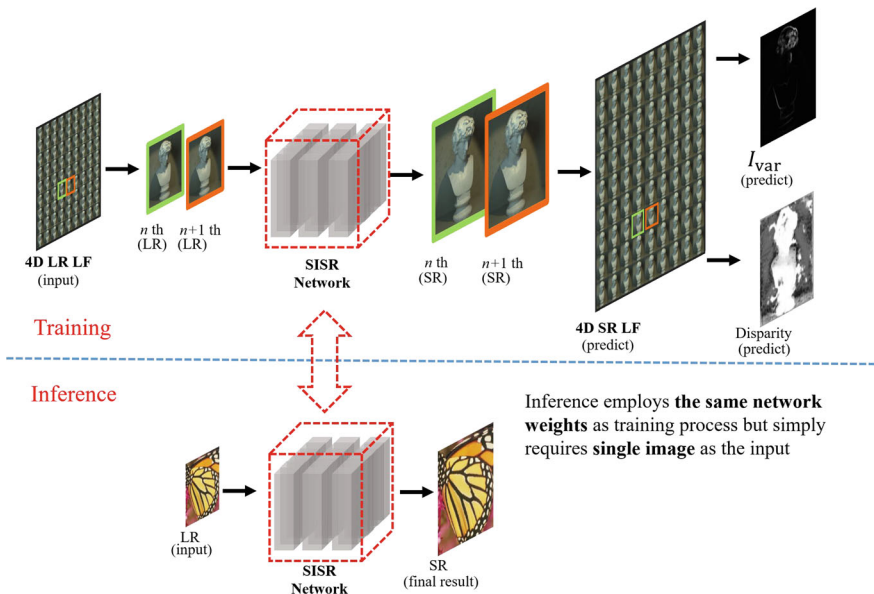 4D LR LF
(input)
n th
(LR)
n+1 th
(LR)
SISR
Network
n th
(SR)
n+1 th
(SR)
4D SR LF
(predict)
I_var
(predict)
Disparity
(predict)
Training
Inference
Inference employs the same network
weights as training process but simply
requires single image as the input
LR
(input)
SISR
Network
SR
(final result)